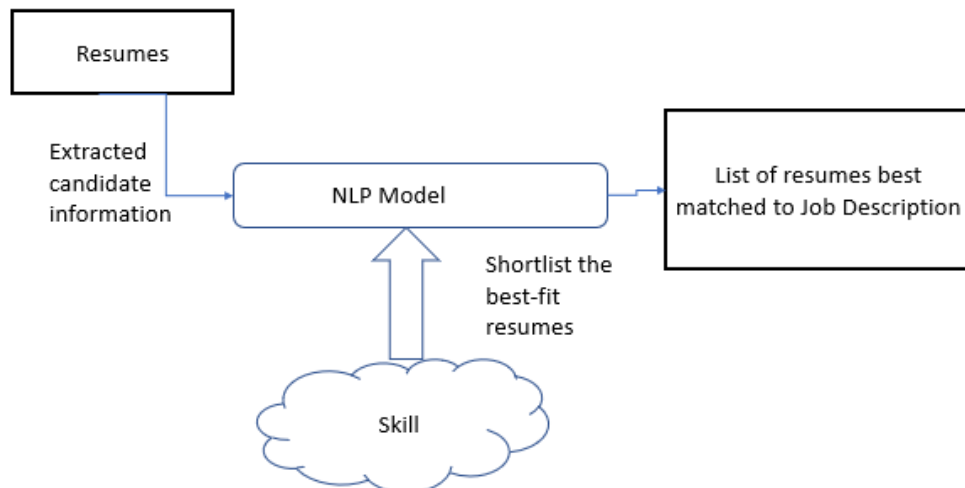 Resumes
Extracted
candidate
information
NLP Model
List of resumes best
matched to Job Description
Shortlist the
best-fit
resumes
Skill